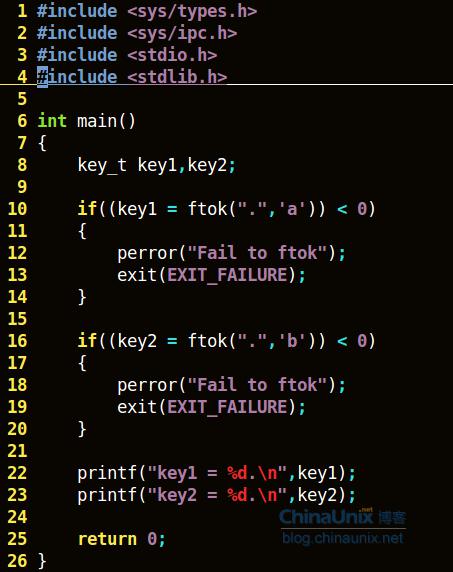 1 #include <sys/types.h>
2 #include <sys/ipc.h>
3 #include <stdio.h>
4 #include <stdlib.h>
5
6 int main()
7 {
8     key_t key1,key2;
9
10     if((key1 = ftok(".",'a')) < 0)
11     {
12         perror("Fail to ftok");
13         exit(EXIT_FAILURE);
14     }
15
16     if((key2 = ftok(".",'b')) < 0)
17     {
18         perror("Fail to ftok");
19         exit(EXIT_FAILURE);
20     }
21
22     printf("key1 = %d.\n",key1);
23     printf("key2 = %d.\n",key2);
24
ChinaUnix.net 博客
25     return 0;
blog.chinaunix.net
26 }